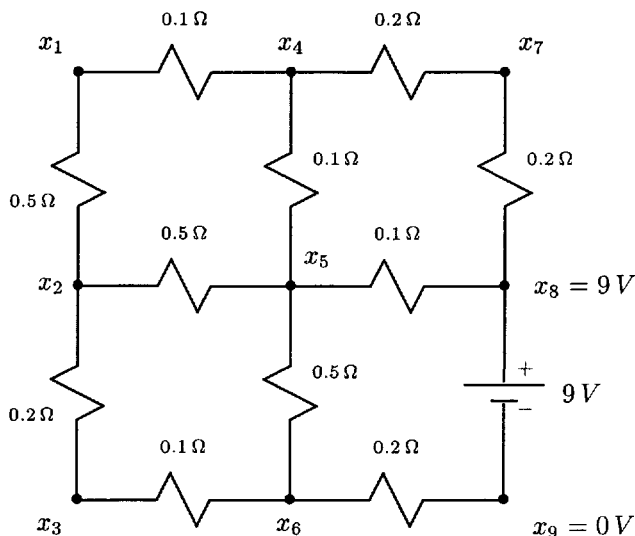 0.1 Ω
0.2 Ω
x₁
x₄
x₇
0.5 Ω
0.1 Ω
0.2 Ω
0.5 Ω
0.1 Ω
x₂
x₅
x₈ = 9 V
0.2 Ω
0.5 Ω
+
9 V
−
0.1 Ω
0.2 Ω
x₃
x₆
x₉ = 0 V